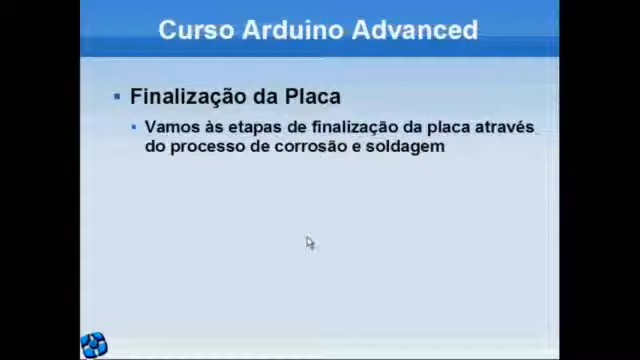 Curso Arduino Advanced
Finalização da Placa
Vamos às etapas de finalização da placa através
do processo de corrosão e soldagem